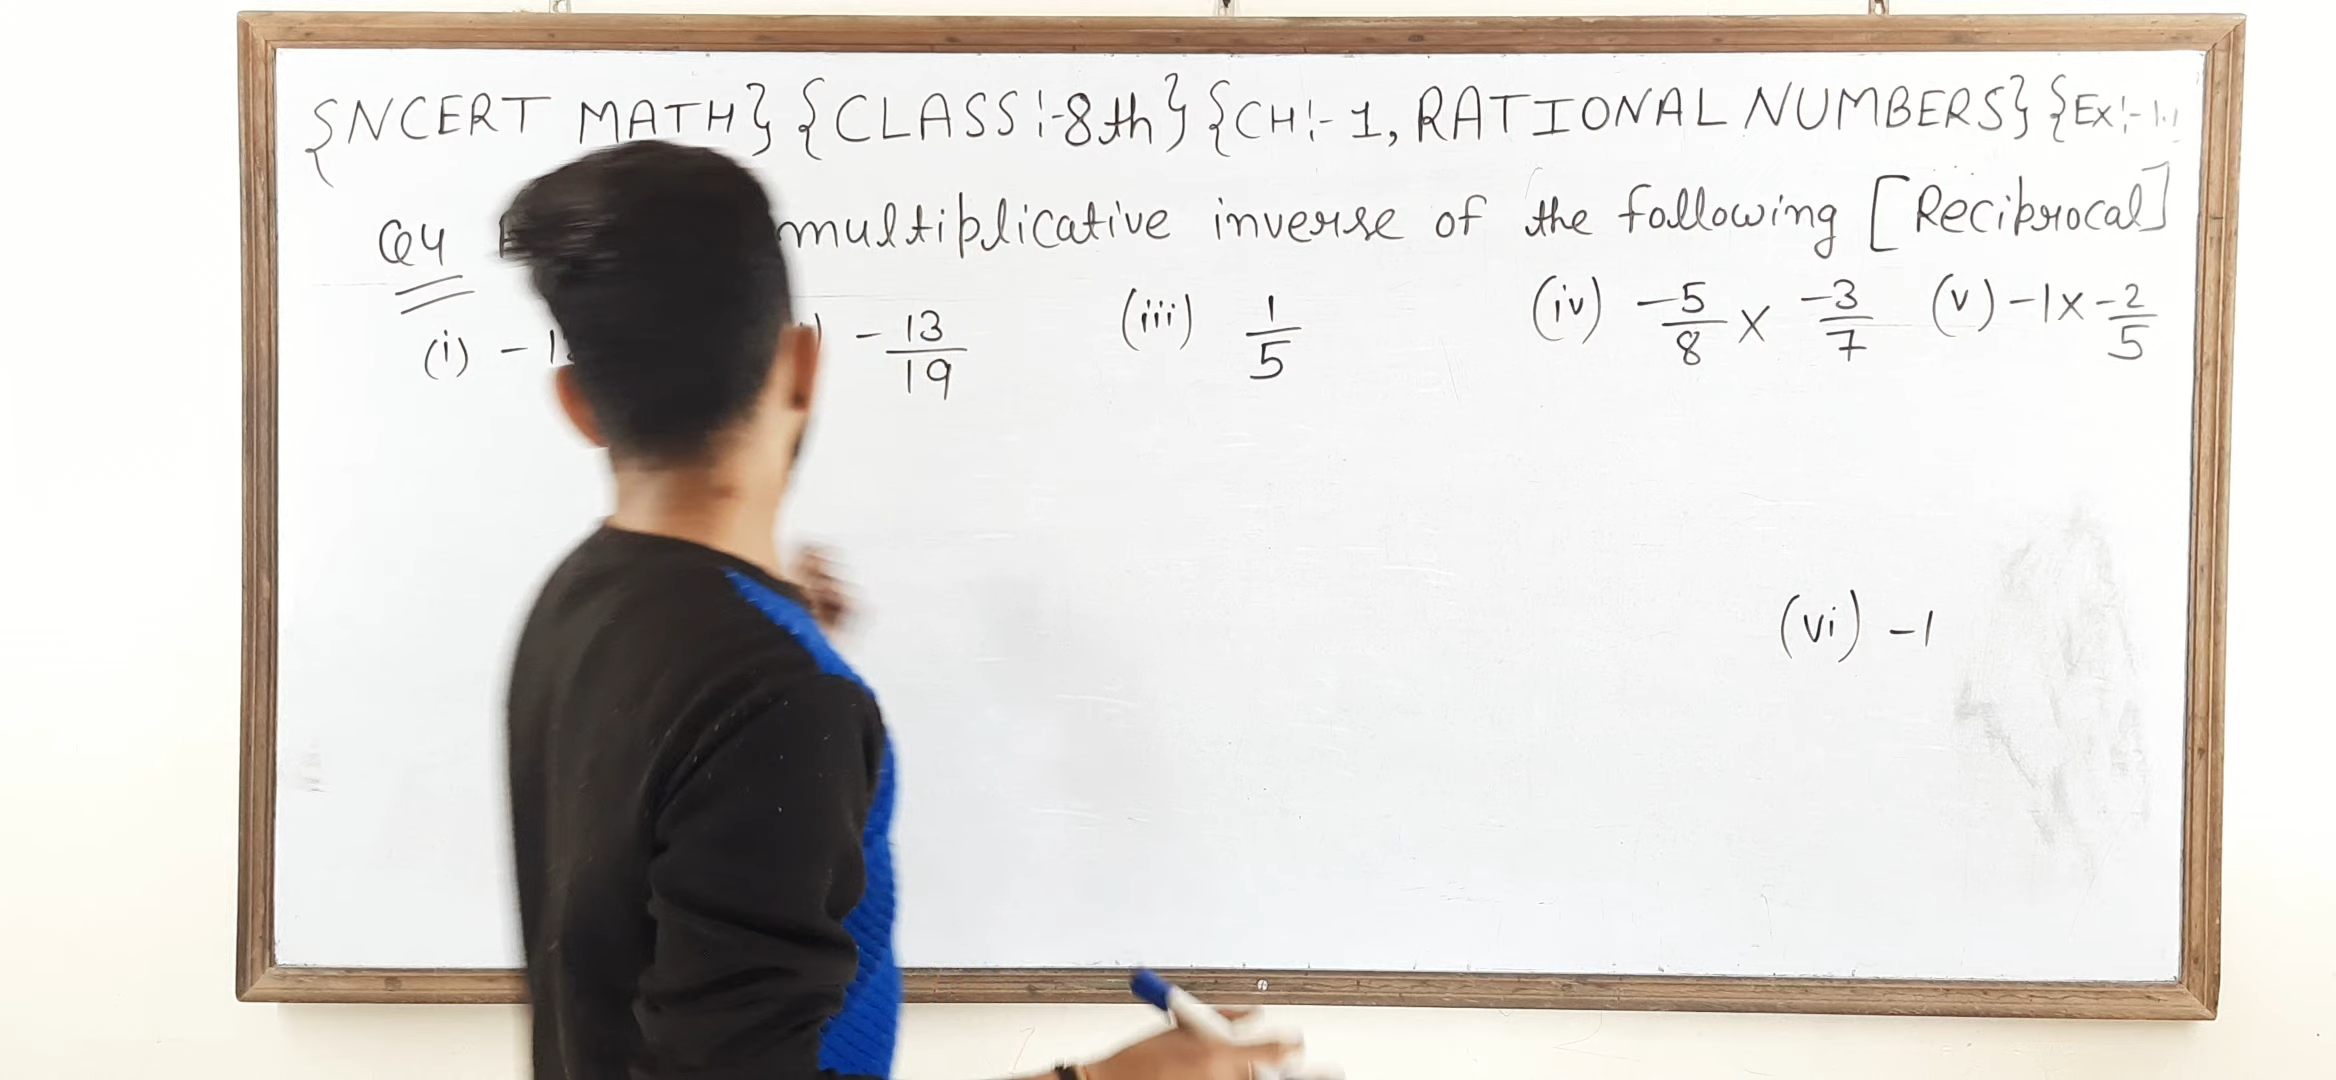 {NCERT MATH} {CLASS:-8th} {CH:-1, RATIONAL NUMBERS} {Ex:-1.1
Q4 multiplicative inverse of the following [Reciprocal]
(i) -1 -13/19 (iii) 1/5 (iv) -5/8 × -3/7 (v) -1 × -2/5
(vi) -1